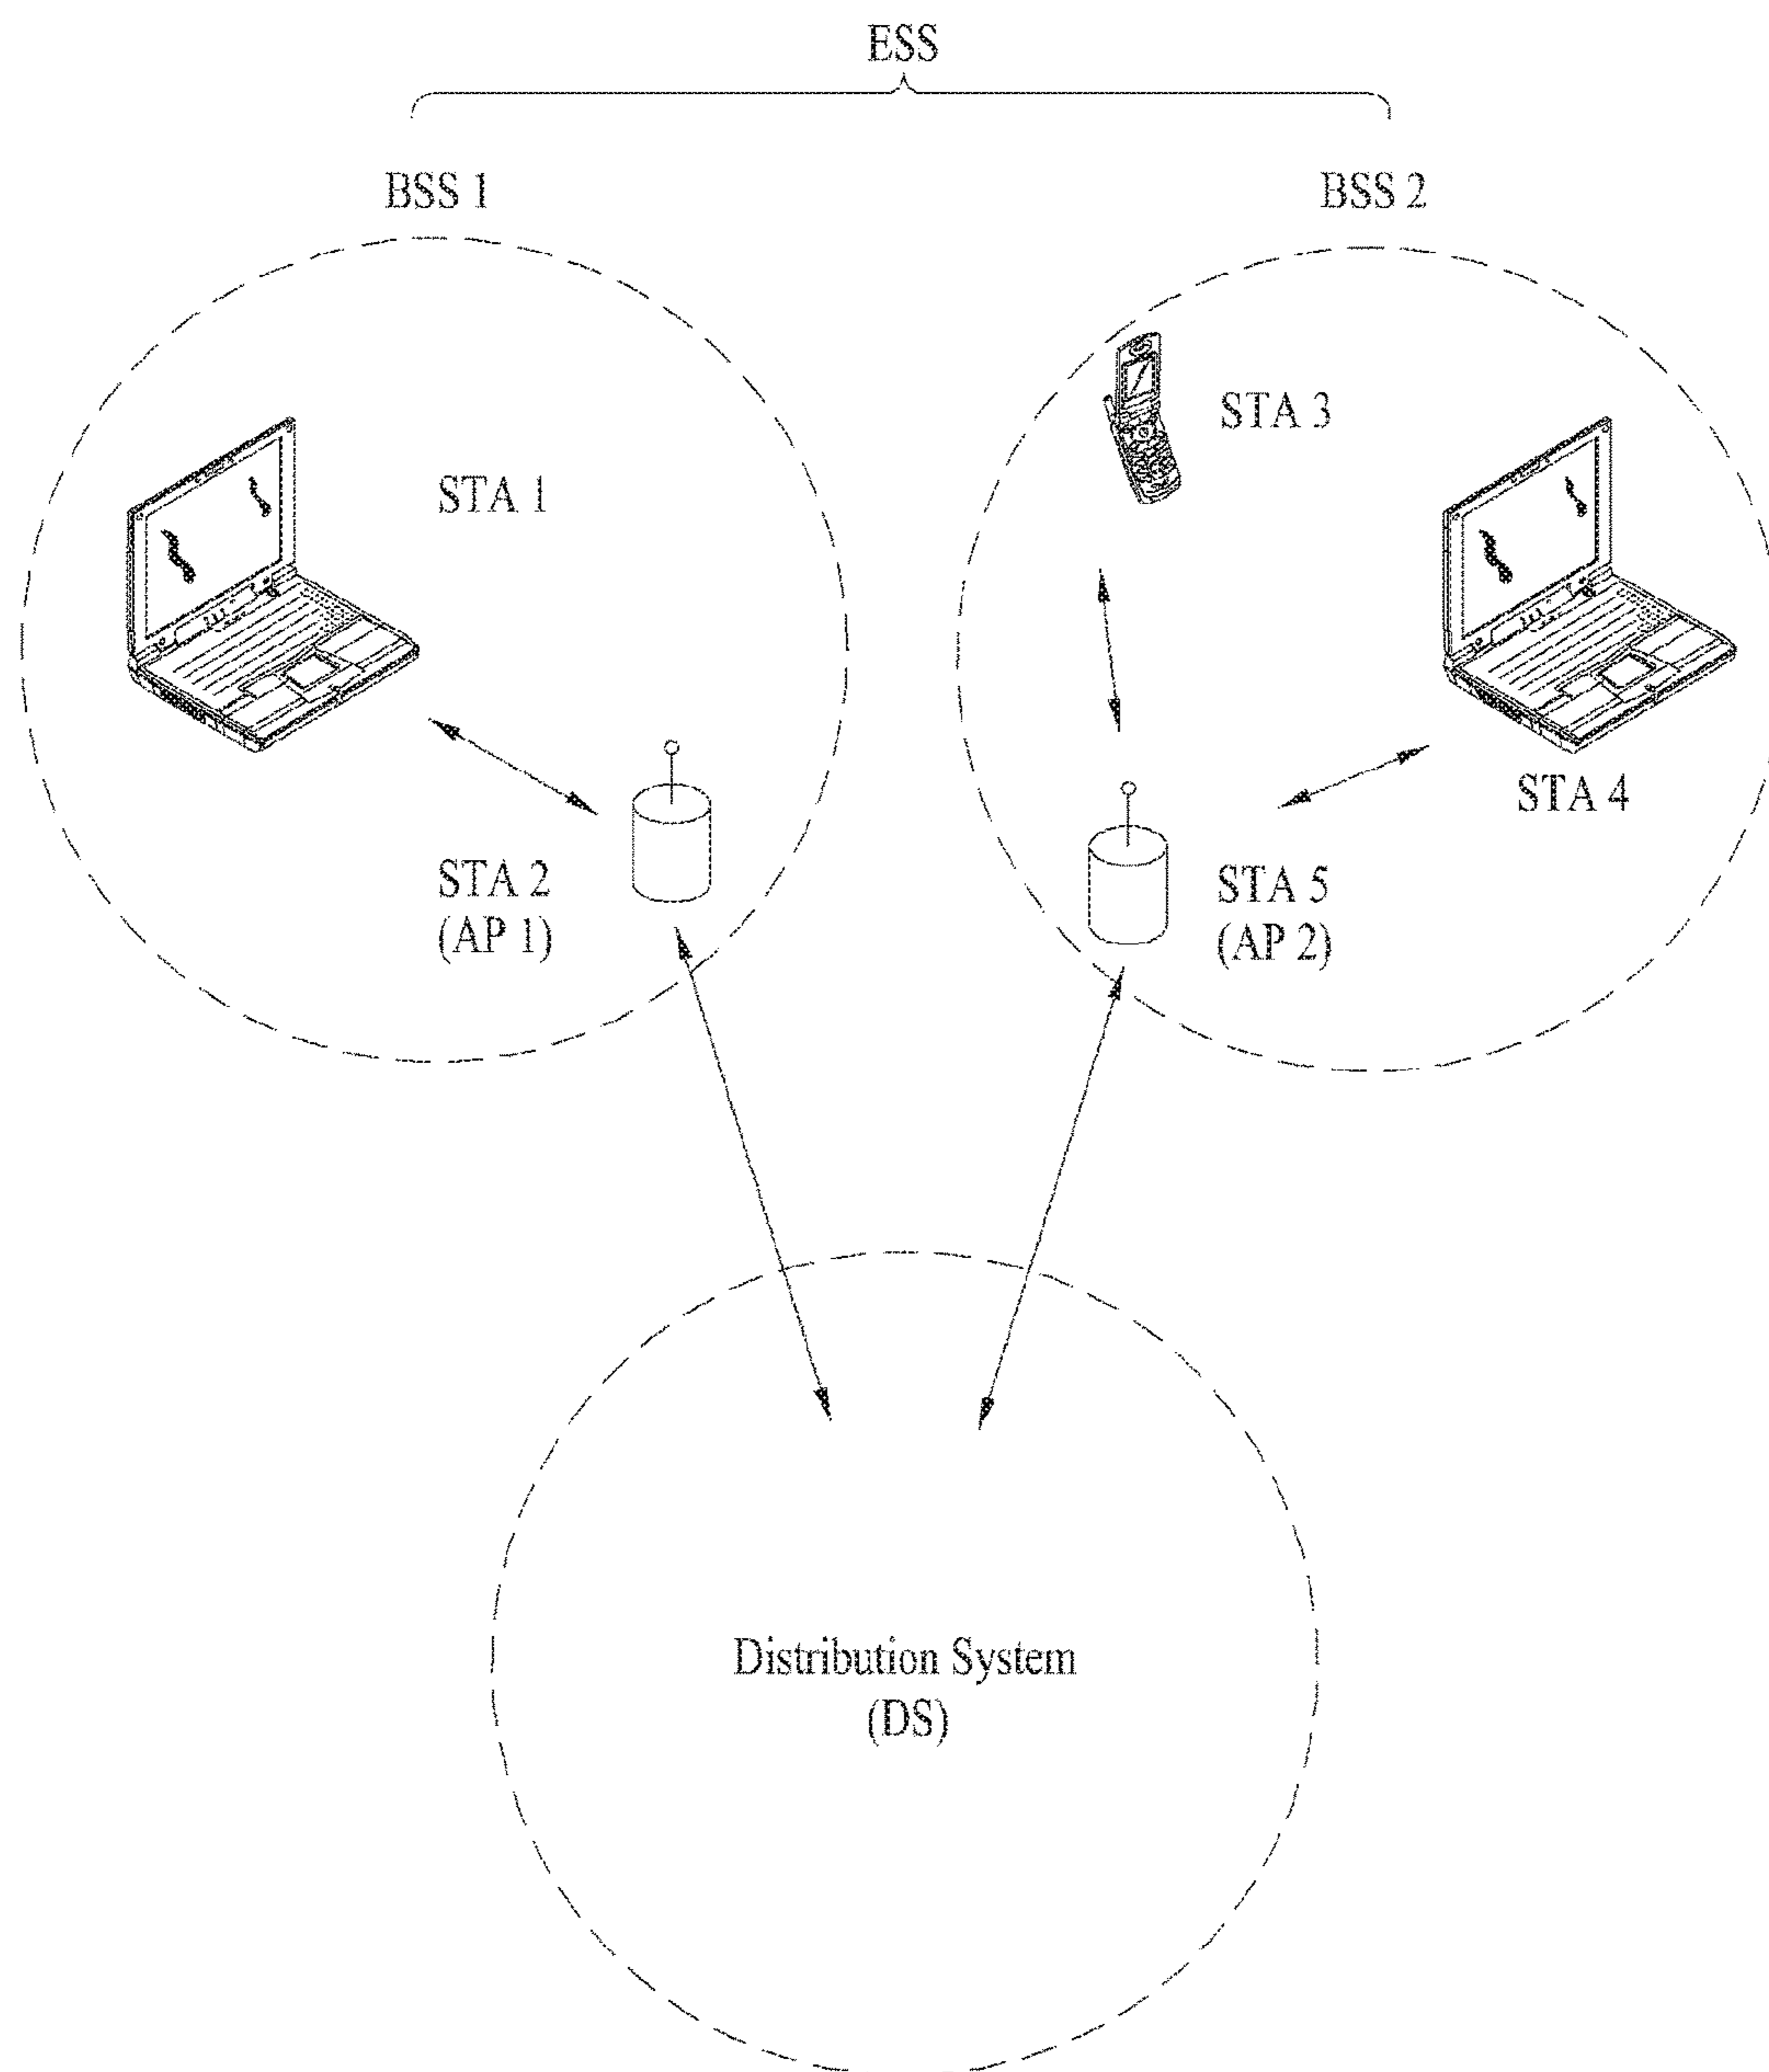 ESS
BSS 1
BSS 2
STA 1
STA 3
STA 4
STA 2
(AP 1)
STA 5
(AP 2)
Distribution System
(DS)